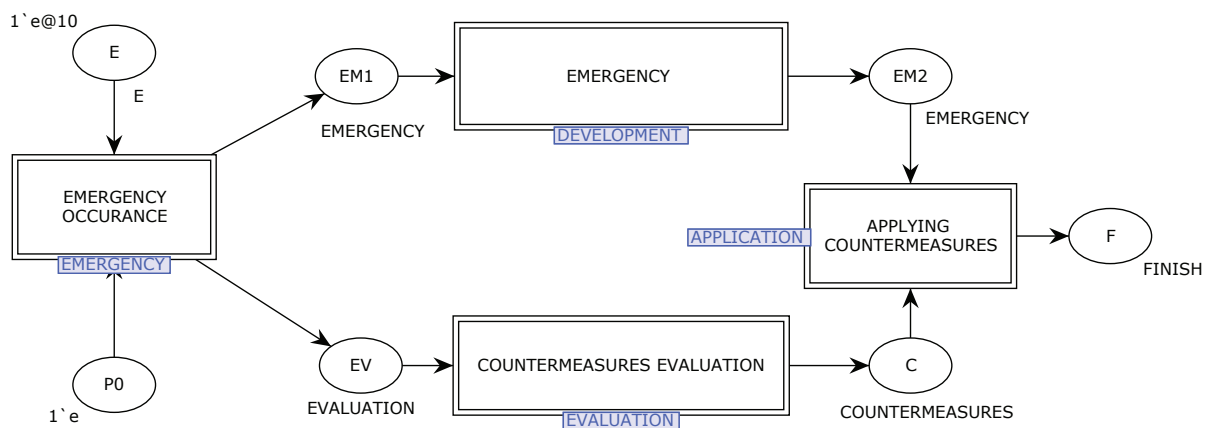 1`e@10
E
E
EM1
EMERGENCY
EMERGENCY
DEVELOPMENT
EM2
EMERGENCY
EMERGENCY
OCCURANCE
EMERGENCY
P0
1`e
EV
EVALUATION
COUNTERMEASURES EVALUATION
EVALUATION
C
COUNTERMEASURES
APPLYING
COUNTERMEASURES
APPLICATION
F
FINISH